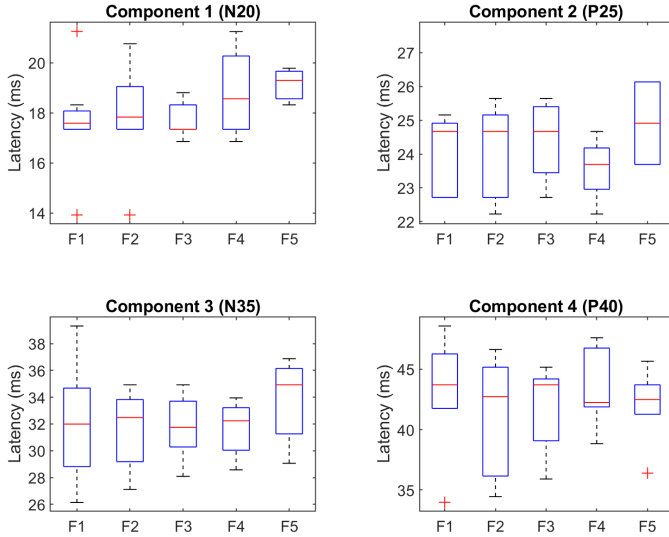 Component 1 (N20)
Latency (ms)
20
18
16
14
F1 F2 F3 F4 F5
Component 2 (P25)
Latency (ms)
27
26
25
24
23
22
F1 F2 F3 F4 F5
Component 3 (N35)
Latency (ms)
38
36
34
32
30
28
26
F1 F2 F3 F4 F5
Component 4 (P40)
Latency (ms)
45
40
35
F1 F2 F3 F4 F5